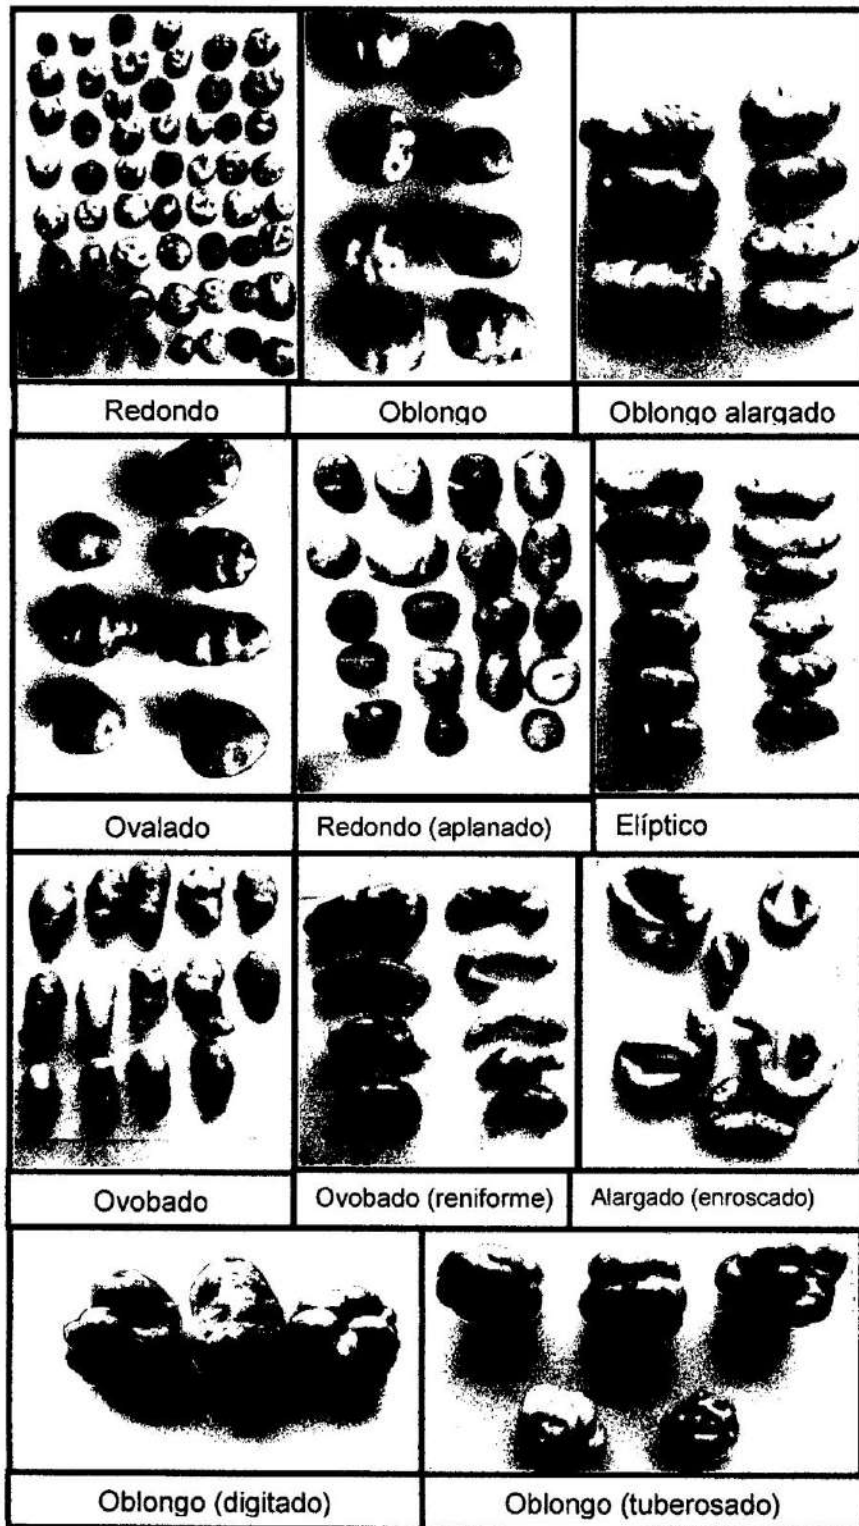 Redondo
Oblongo
Oblongo alargado
Ovalado
Redondo (aplanado)
Elíptico
Ovobado
Ovobado (reniforme)
Alargado (enroscado)
Oblongo (digitado)
Oblongo (tuberosado)